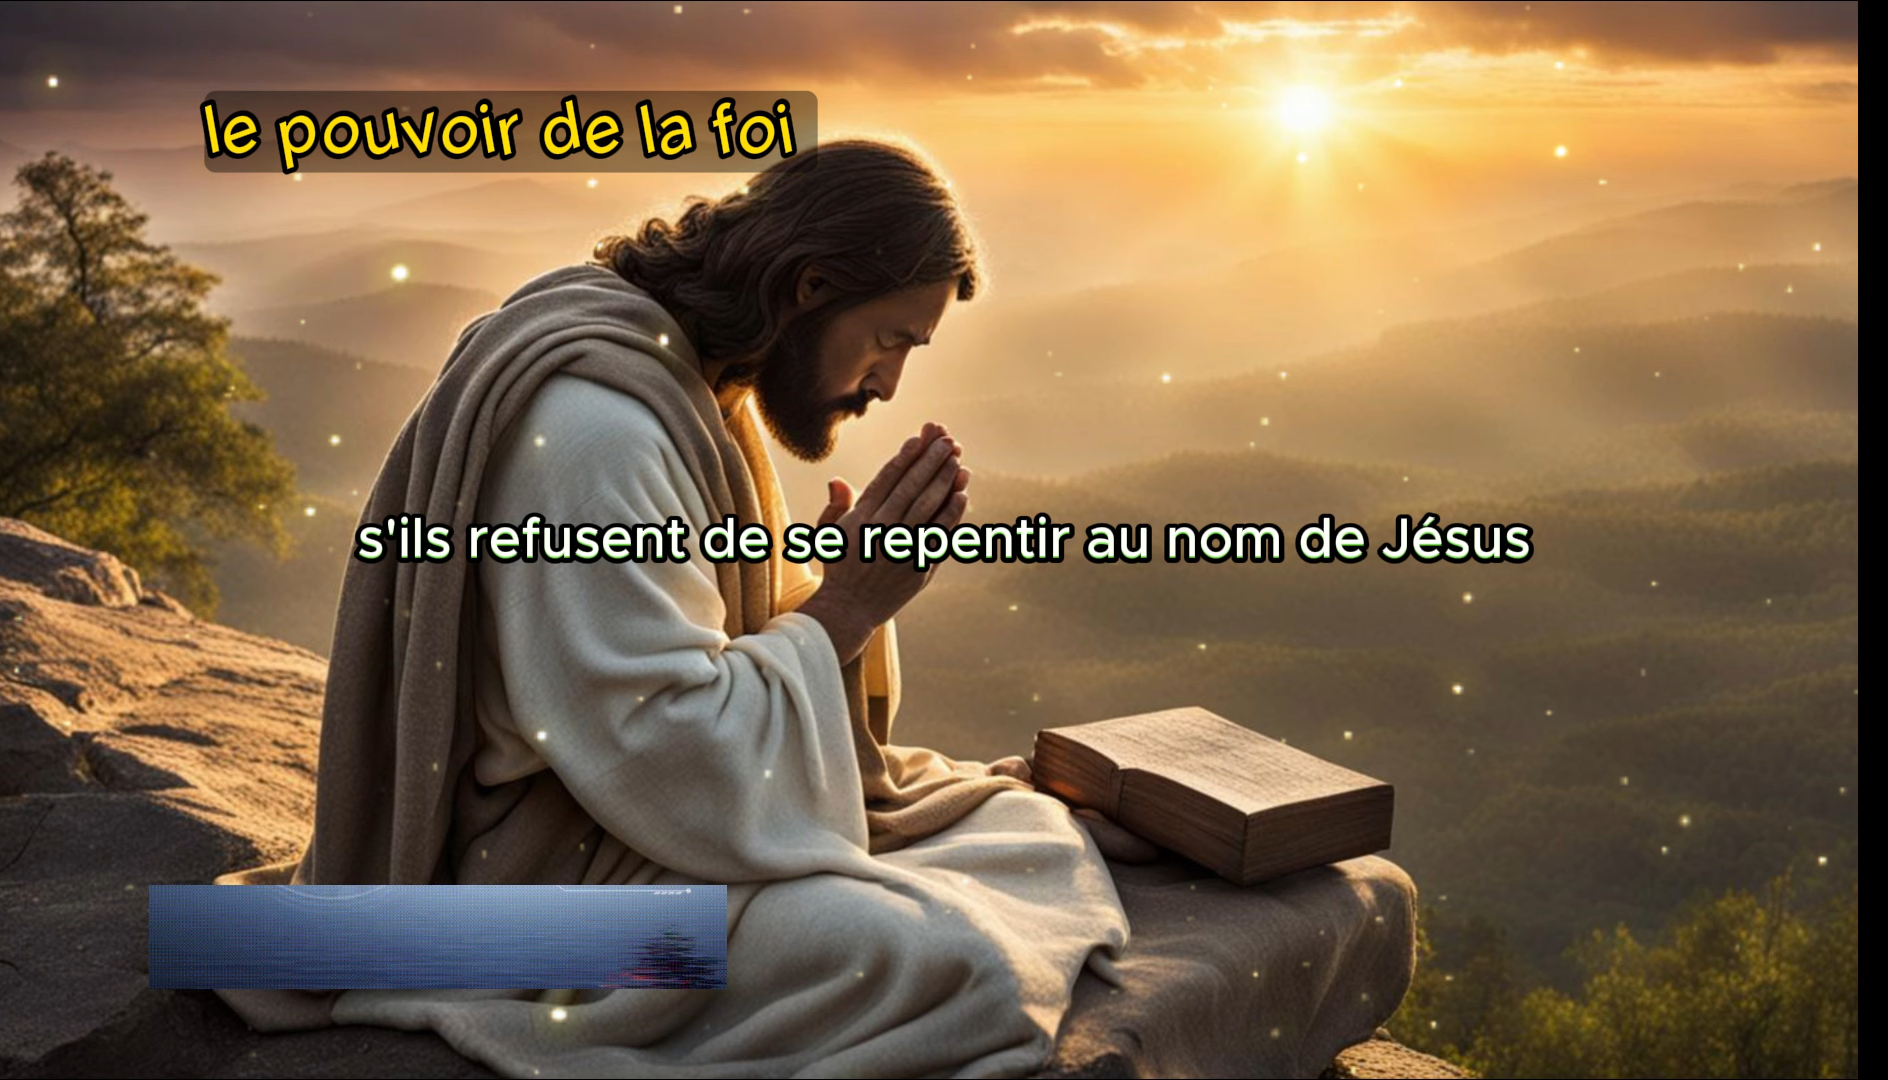 le pouvoir de la foi
s'ils refusent de se repentir au nom de Jésus